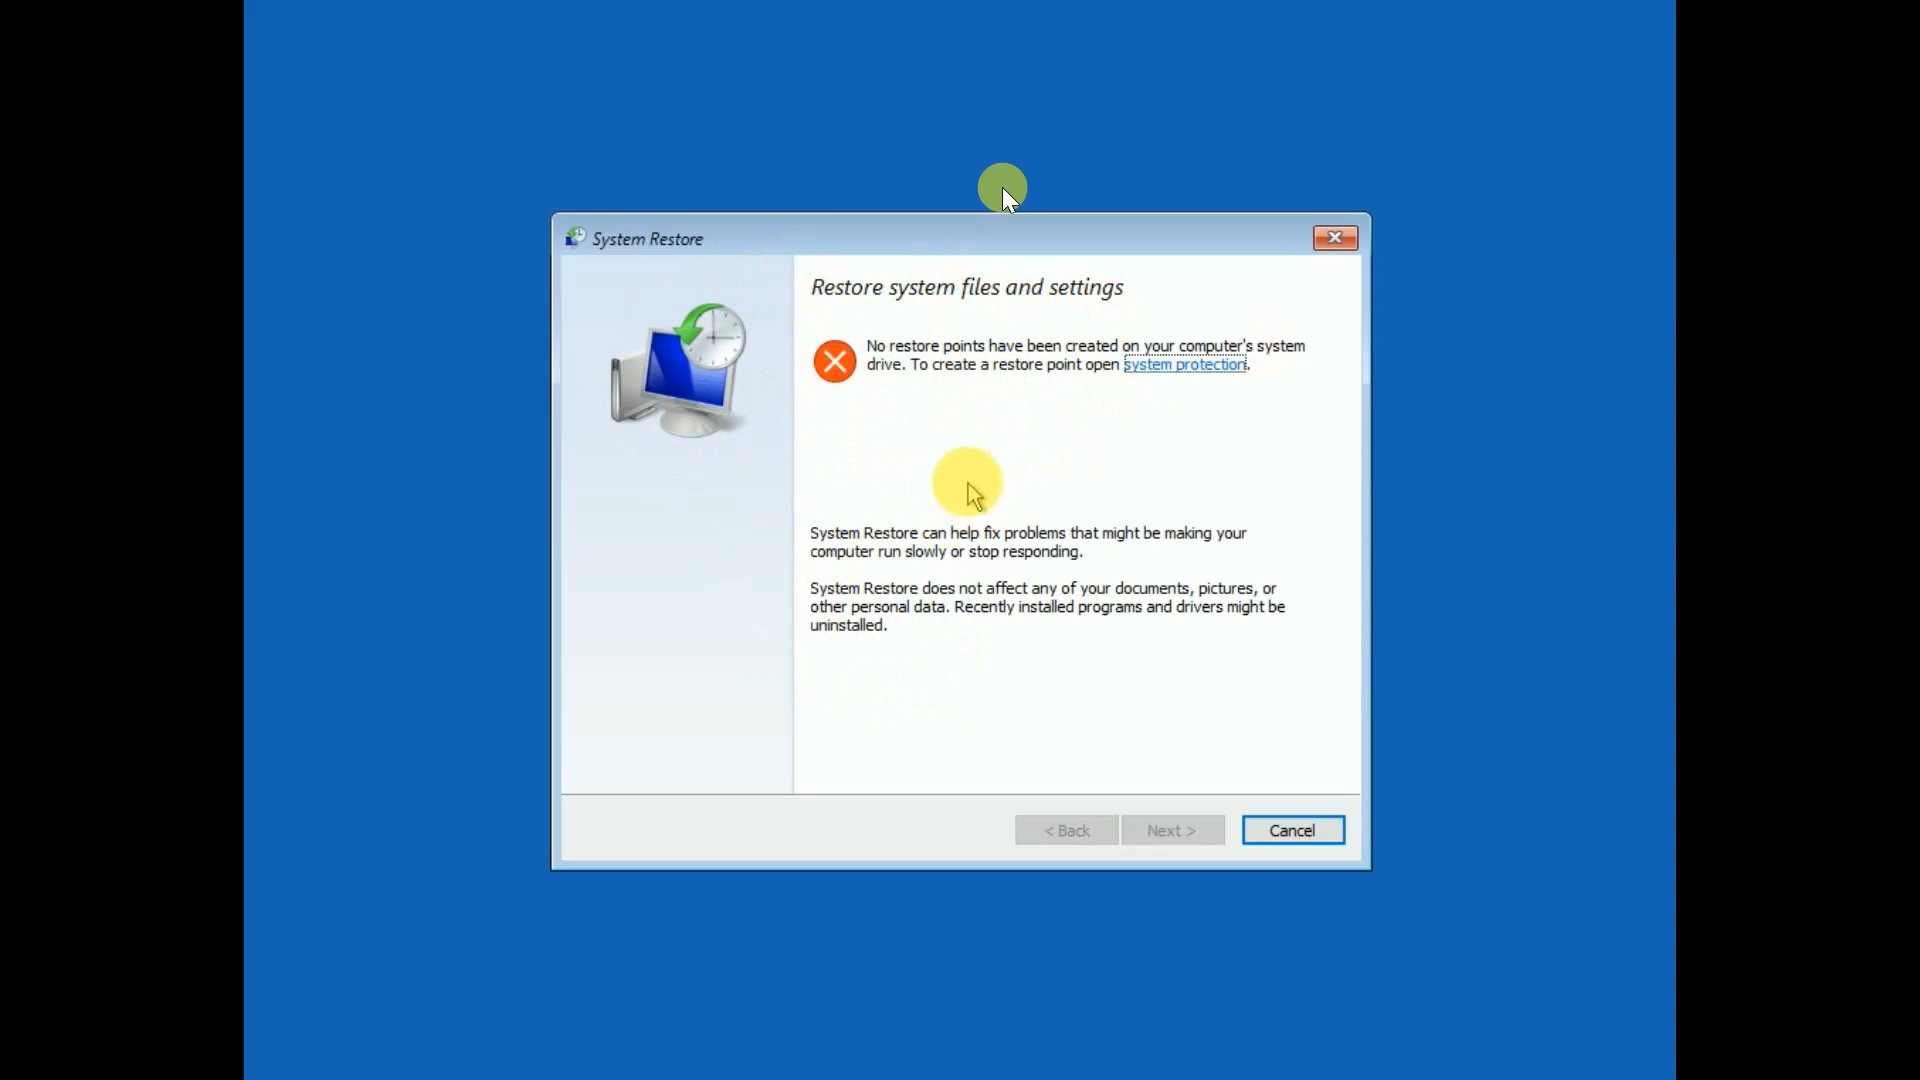 System Restore
Restore system files and settings
No restore points have been created on your computer's system
drive. To create a restore point open system protection.
System Restore can help fix problems that might be making your
computer run slowly or stop responding.
System Restore does not affect any of your documents, pictures, or
other personal data. Recently installed programs and drivers might be
uninstalled.
< Back Next > Cancel